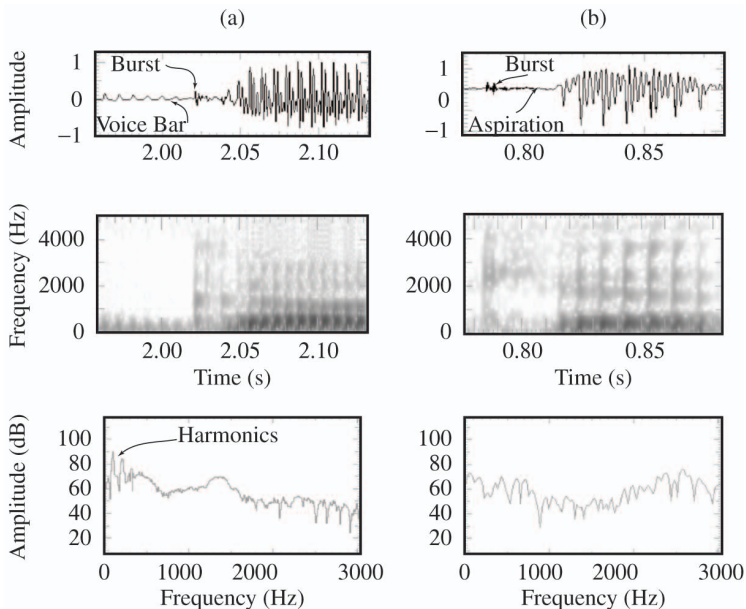 (a) (b)
Amplitude
1
0
−1
Burst
Voice Bar
2.00 2.05 2.10
1
0
−1
Burst
Aspiration
0.80 0.85
Frequency (Hz)
4000
2000
0
2.00 2.05 2.10
Time (s)
4000
2000
0
0.80 0.85
Time (s)
Amplitude (dB)
100
80
60
40
20
Harmonics
0 1000 2000 3000
Frequency (Hz)
100
80
60
40
20
0 1000 2000 3000
Frequency (Hz)